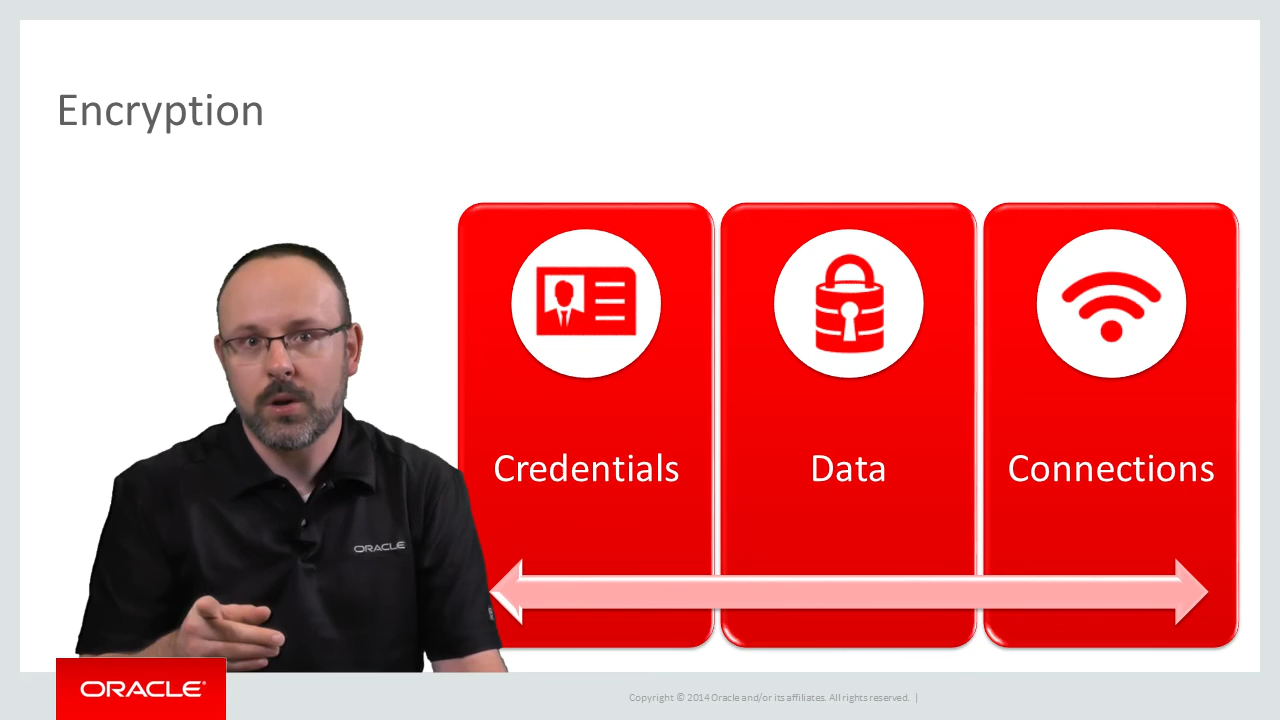 Encryption
Credentials
Data
Connections
ORACLE
ORACLE®
Copyright © 2014 Oracle and/or its affiliates. All rights reserved. |